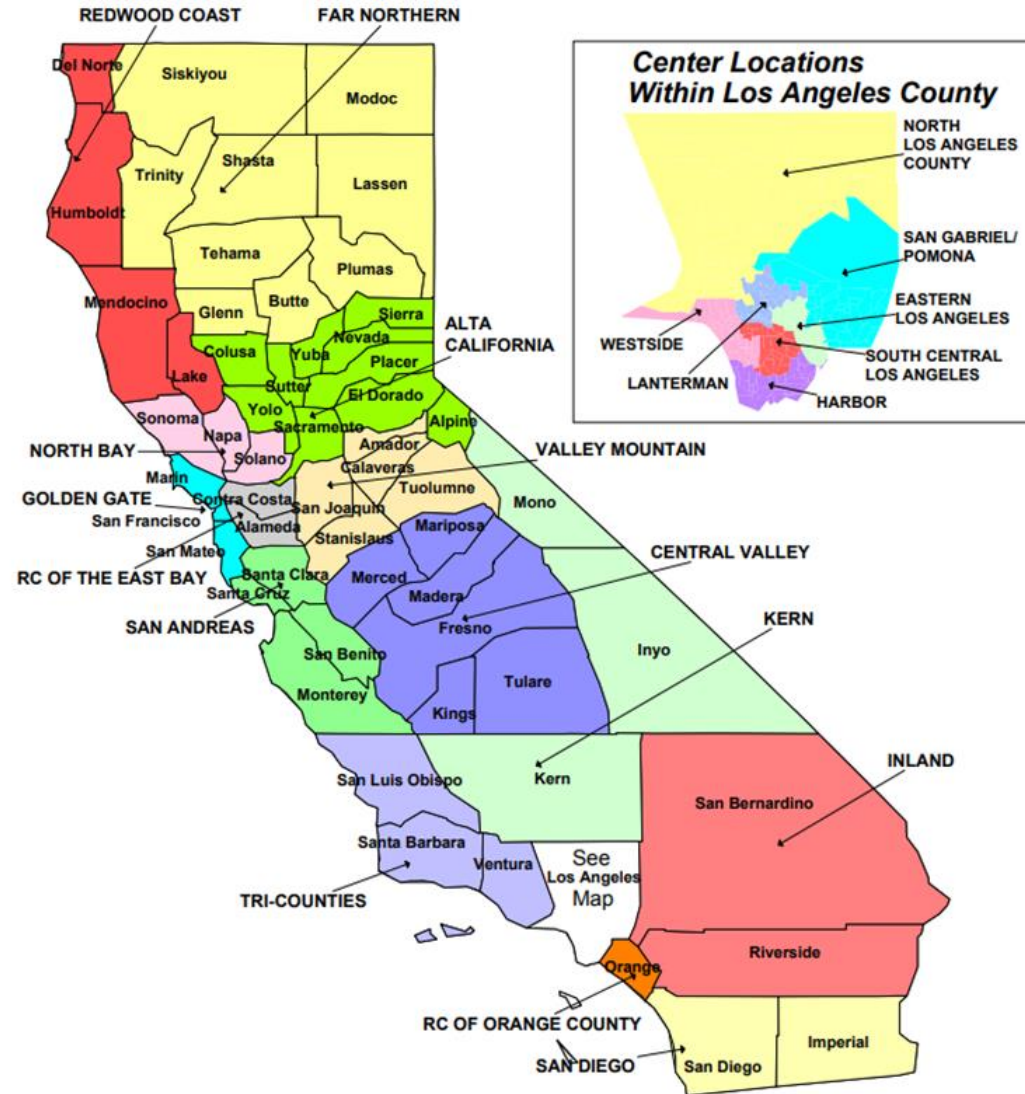 REDWOOD COAST
FAR NORTHERN
Del Norte
Siskiyou
Modoc
Trinity
Shasta
Lassen
Humboldt
Tehama
Plumas
Mendocino
Glenn
Butte
Sierra
Colusa
Yuba
Nevada
ALTA
CALIFORNIA
Lake
Sutter
Placer
Yolo
El Dorado
Sonoma
Napa
Sacramento
Alpine
NORTH BAY
Solano
Amador
Calaveras
VALLEY MOUNTAIN
Marin
Contra Costa
Tuolumne
GOLDEN GATE
San Joaquin
Mono
San Francisco
Alameda
Mariposa
San Mateo
Stanislaus
CENTRAL VALLEY
RC OF THE EAST BAY
Santa Clara
Merced
Santa Cruz
Madera
SAN ANDREAS
Fresno
KERN
San Benito
Inyo
Monterey
Tulare
Kings
INLAND
San Luis Obispo
Kern
San Bernardino
Santa Barbara
Ventura
See
Los Angeles
Map
TRI-COUNTIES
Orange
Riverside
RC OF ORANGE COUNTY
SAN DIEGO
San Diego
Imperial
Center Locations
Within Los Angeles County
NORTH
LOS ANGELES
COUNTY
SAN GABRIEL/
POMONA
EASTERN
LOS ANGELES
WESTSIDE
SOUTH CENTRAL
LOS ANGELES
LANTERMAN
HARBOR